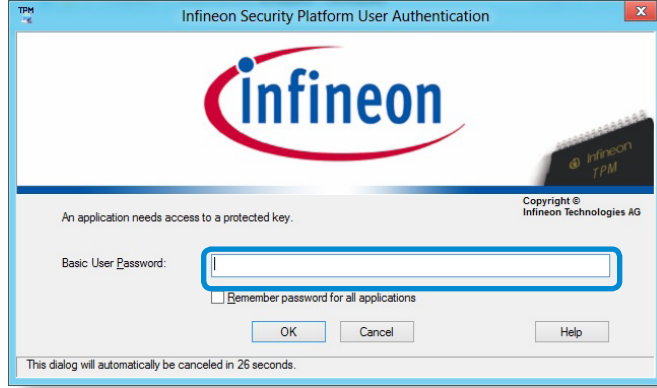 TPM
Infineon Security Platform User Authentication
x
infineon
infineon
TPM
Copyright ©
Infineon Technologies AG
An application needs access to a protected key.
Basic User Password:
Remember password for all applications
OK Cancel Help
This dialog will automatically be canceled in 26 seconds.